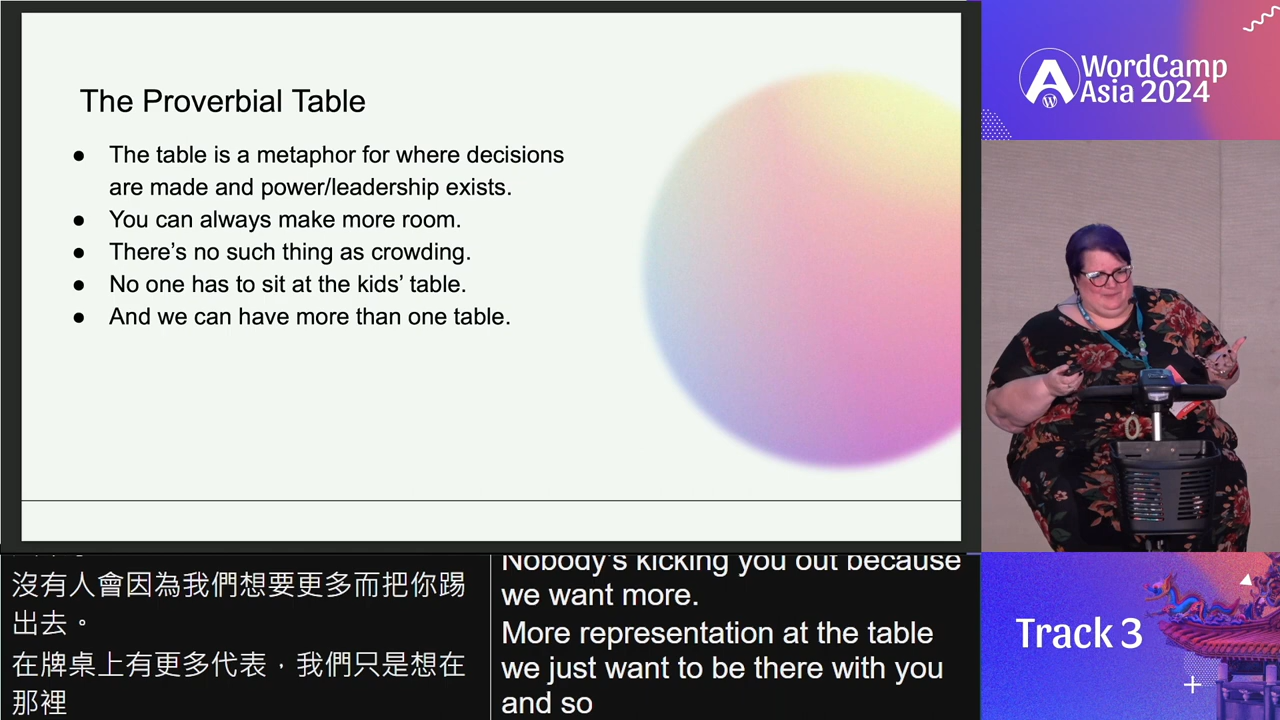 The Proverbial Table
● The table is a metaphor for where decisions
are made and power/leadership exists.
● You can always make more room.
● There's no such thing as crowding.
● No one has to sit at the kids' table.
● And we can have more than one table.
WordCamp
Asia 2024
沒有人會因為我們想要更多而把你踢
出去。
在牌桌上有更多代表，我們只是想在
那裡
Nobody's kicking you out because
we want more.
More representation at the table
we just want to be there with you
and so
Track 3